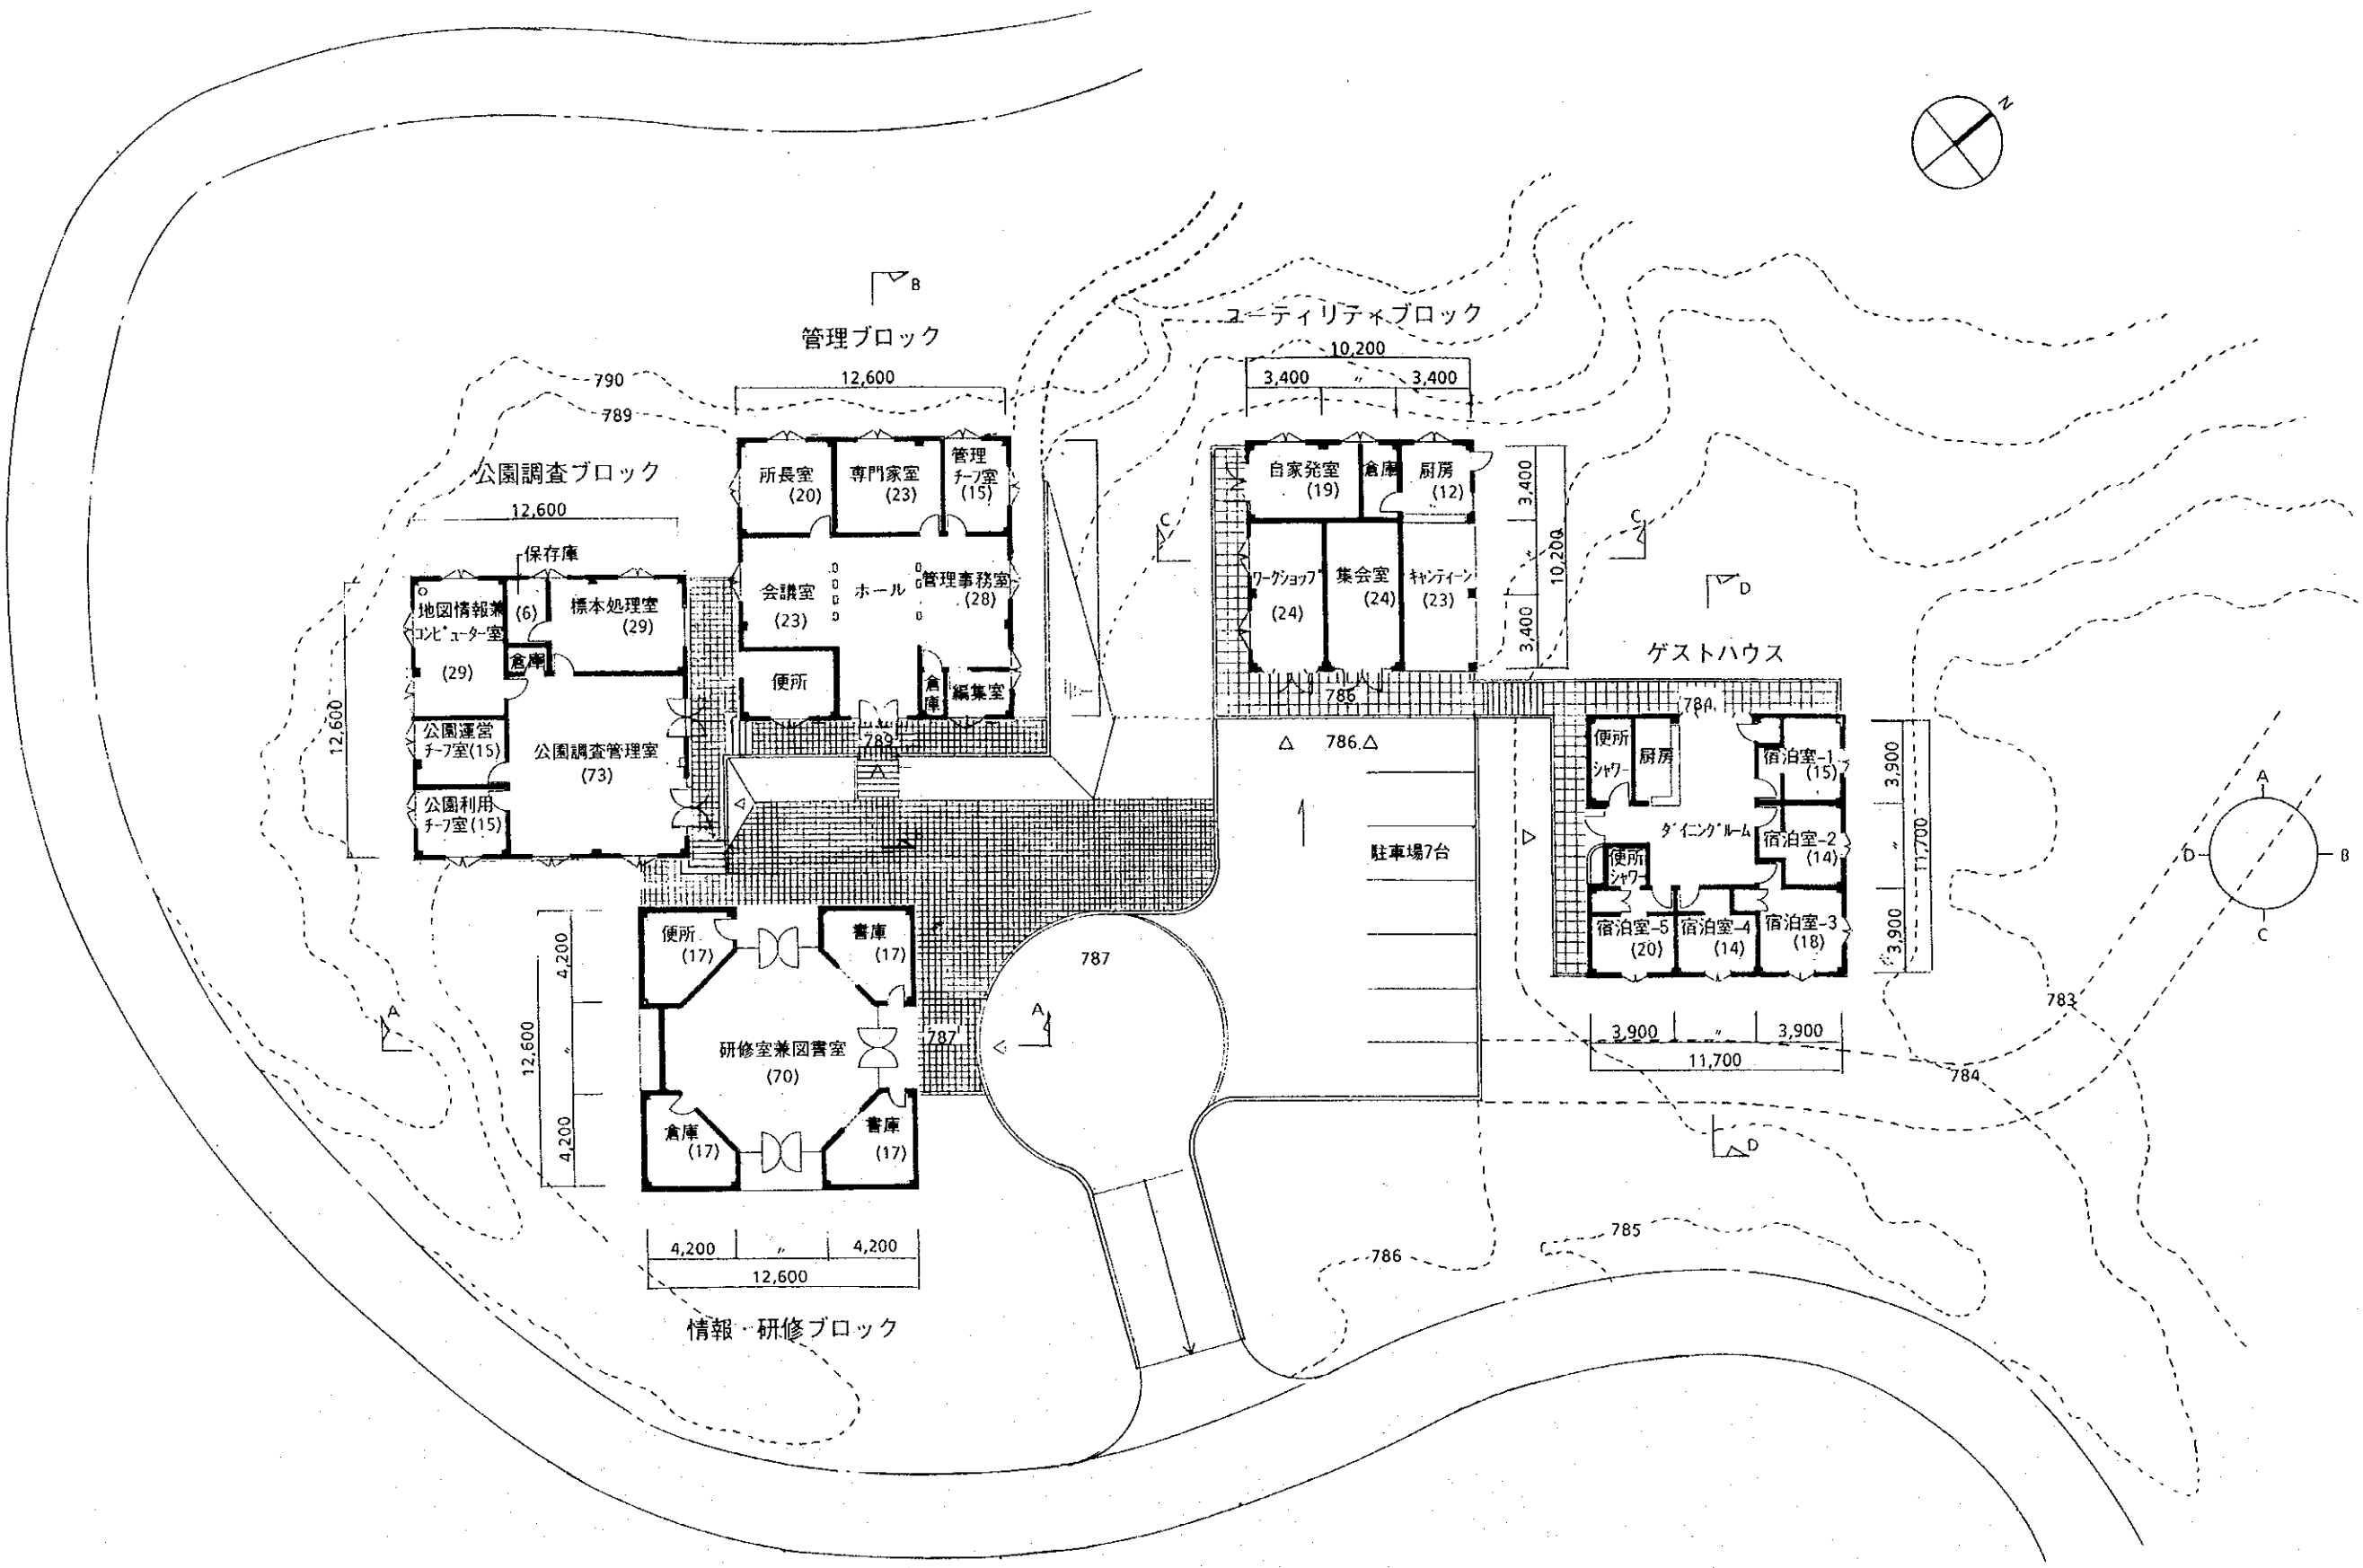 N
B
管理ブロック
12,600
790
789
所長室
(20)
専門家室
(23)
管理
チーフ室
(15)
会議室
(23)
ホール
管理事務室
(28)
便所
倉庫
編集室
789
公園調査ブロック
12,600
保存庫
(6)
地図情報兼
コンピューター室
(29)
標本処理室
(29)
倉庫
公園運営
チーフ室(15)
公園調査管理室
(73)
公園利用
チーフ室(15)
12,600
ユーティリティブロック
10,200
3,400 〃 3,400
自家発室
(19)
倉庫
厨房
(12)
ワークショップ
(24)
集会室
(24)
キャンティーン
(23)
3,400
〃
3,400
10,200
C
C
786
786
D
ゲストハウス
784
便所
シャワー
厨房
宿泊室-1
(15)
ダイニングルーム
宿泊室-2
(14)
便所
シャワー
宿泊室-5
(20)
宿泊室-4
(14)
宿泊室-3
(18)
3,900
〃
3,900
11,700
3,900 〃 3,900
11,700
A
D
B
C
駐車場7台
787
A
A
787
便所
(17)
書庫
(17)
研修室兼図書室
(70)
倉庫
(17)
書庫
(17)
4,200
〃
4,200
12,600
4,200 〃 4,200
12,600
情報・研修ブロック
783
784
D
785
786